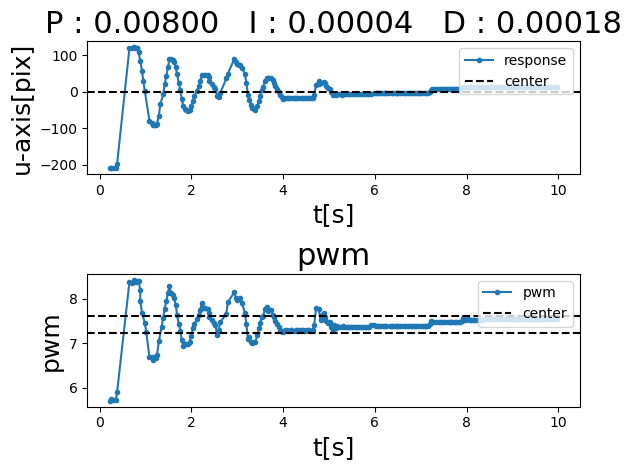 P : 0.00800   I : 0.00004   D : 0.00018
100
0
−100
−200
u-axis[pix]
response
center
0 2 4 6 8 10
t[s]
pwm
8
7
6
pwm
pwm
center
0 2 4 6 8 10
t[s]